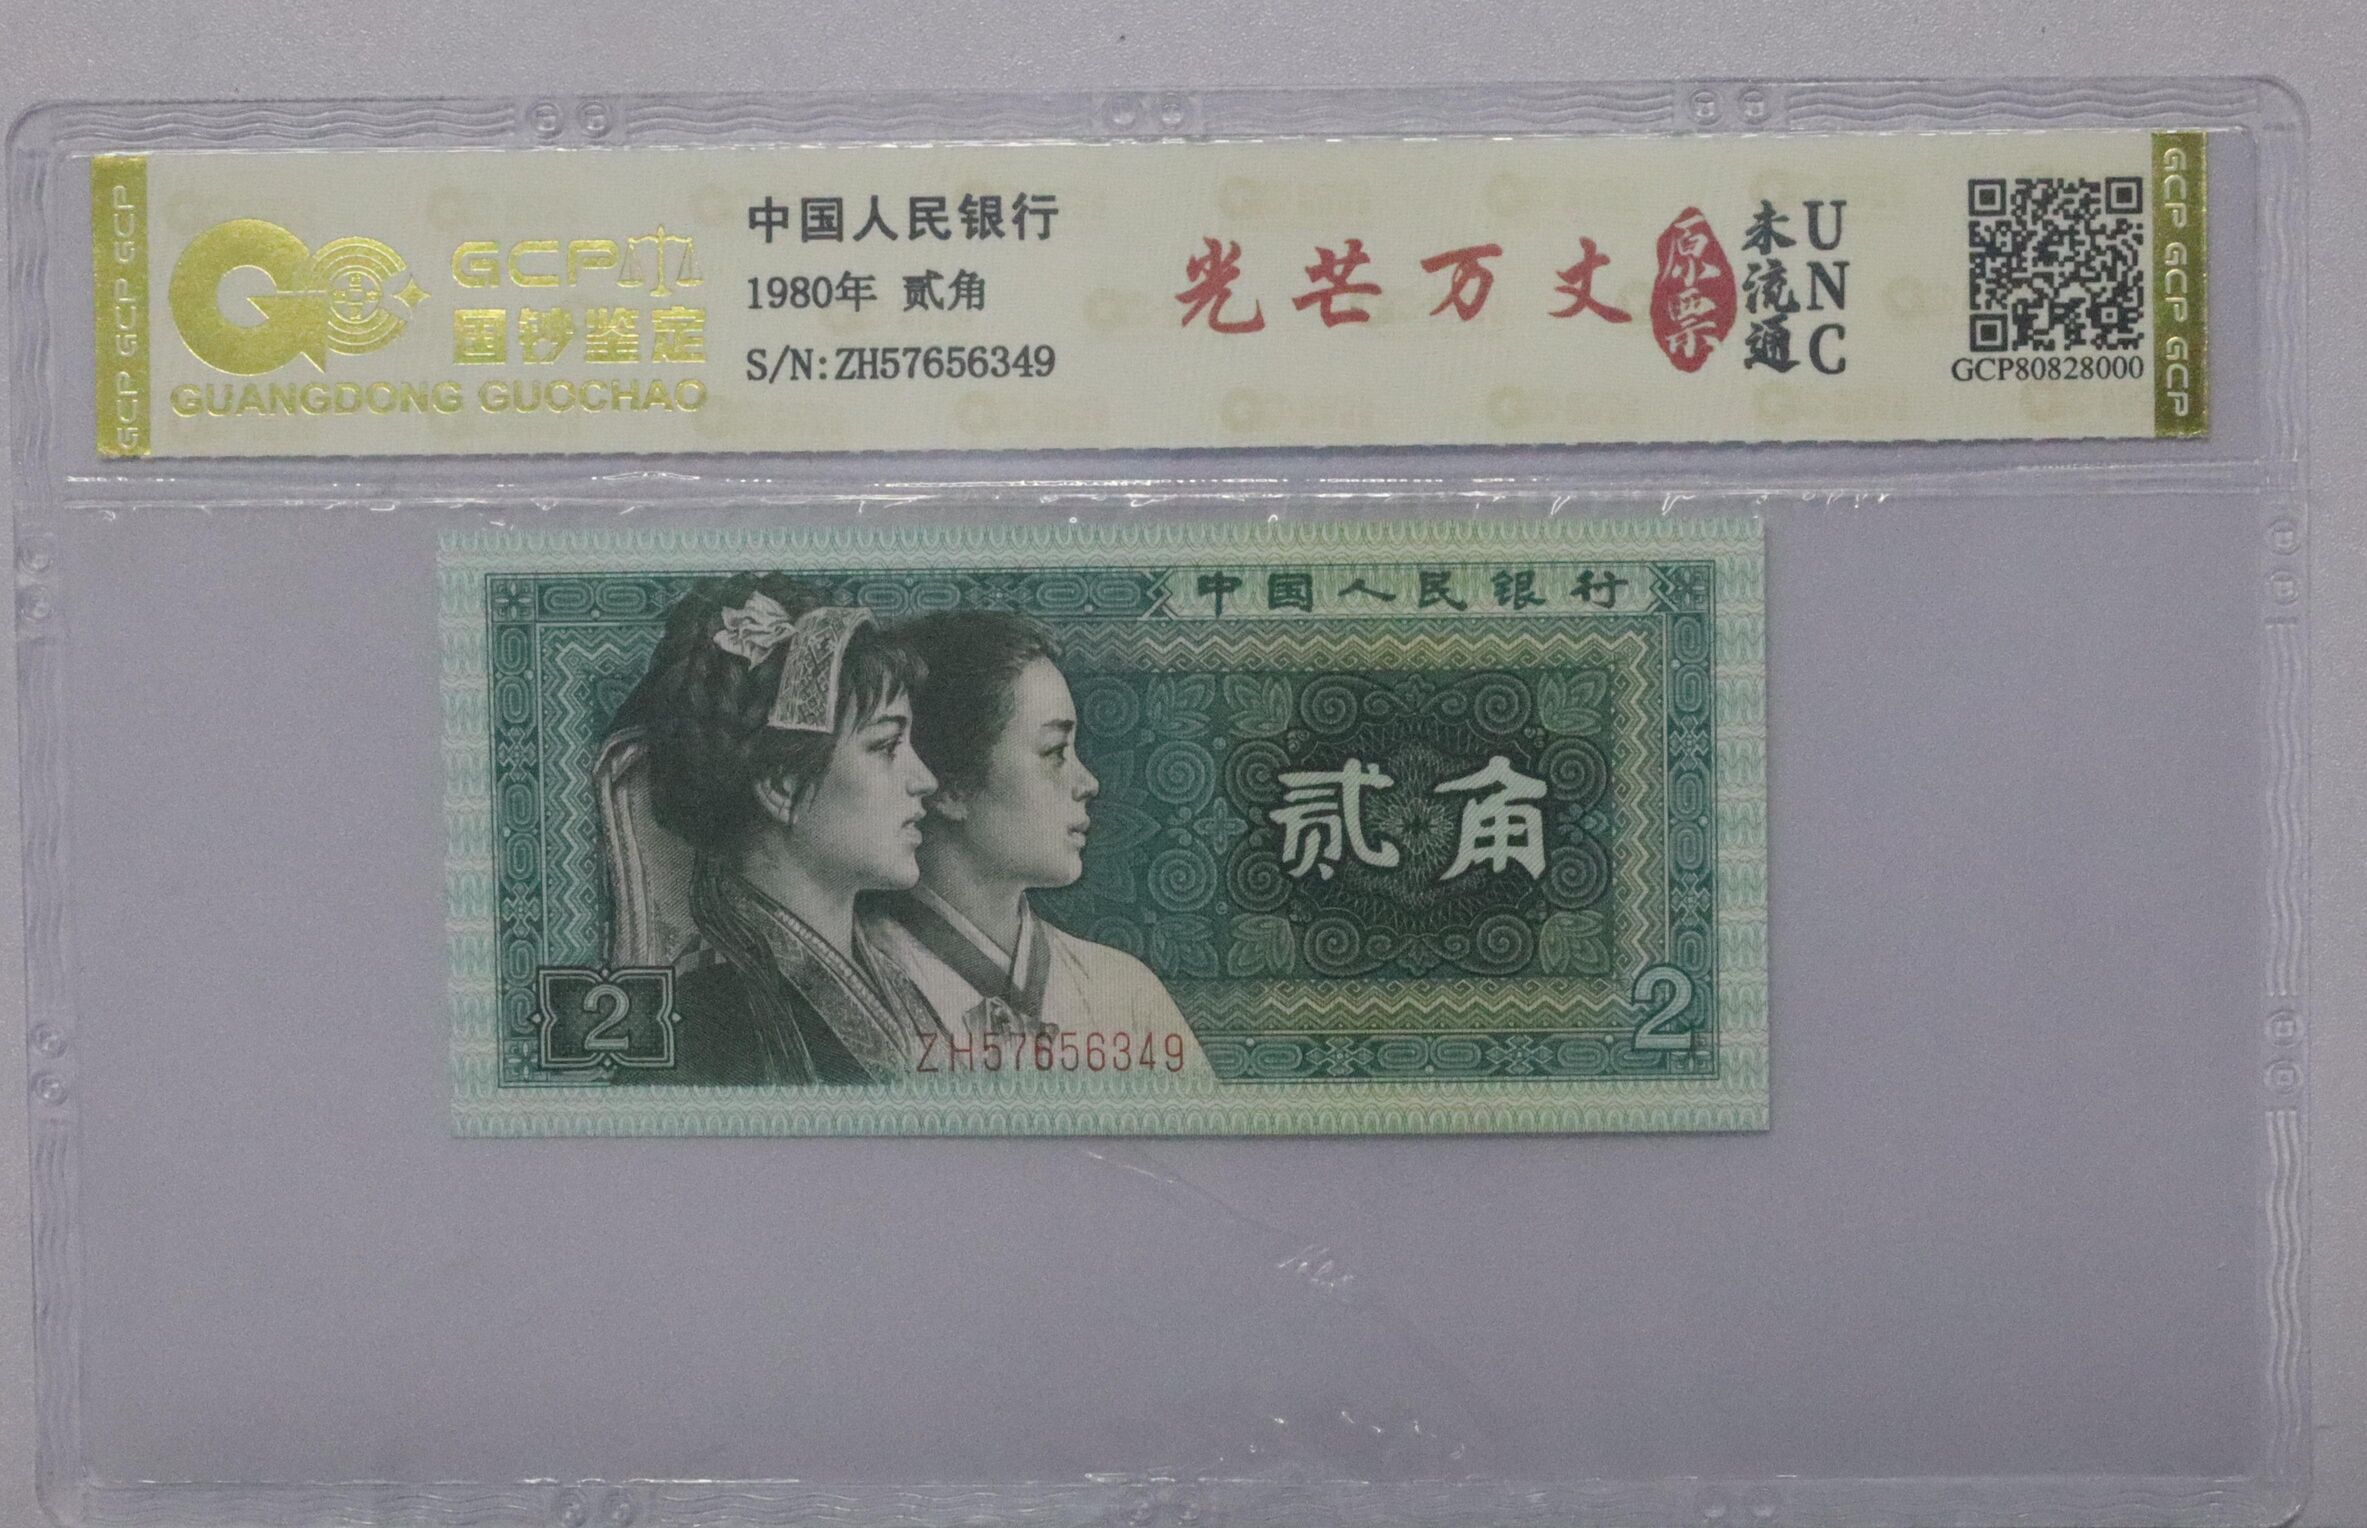 GCP GCP GCP
GCP
国钞鉴定
GUANGDONG GUOCHAO
中国人民银行
1980年 贰角
S/N:ZH57656349
光芒万丈
原票
未流通
UNC
GCP80828000
GCP GCP GCP
中国人民银行
贰角
2
2
ZH57656349